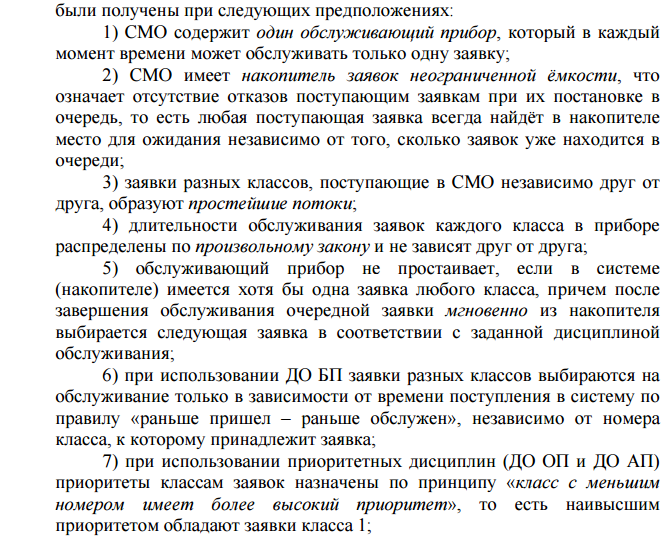 были получены при следующих предположениях:
1) СМО содержит один обслуживающий прибор, который в каждый
момент времени может обслуживать только одну заявку;
2) СМО имеет накопитель заявок неограниченной ёмкости, что
означает отсутствие отказов поступающим заявкам при их постановке в
очередь, то есть любая поступающая заявка всегда найдёт в накопителе
место для ожидания независимо от того, сколько заявок уже находится в
очереди;
3) заявки разных классов, поступающие в СМО независимо друг от
друга, образуют простейшие потоки;
4) длительности обслуживания заявок каждого класса в приборе
распределены по произвольному закону и не зависят друг от друга;
5) обслуживающий прибор не простаивает, если в системе
(накопителе) имеется хотя бы одна заявка любого класса, причем после
завершения обслуживания очередной заявки мгновенно из накопителя
выбирается следующая заявка в соответствии с заданной дисциплиной
обслуживания;
6) при использовании ДО БП заявки разных классов выбираются на
обслуживание только в зависимости от времени поступления в систему по
правилу «раньше пришел – раньше обслужен», независимо от номера
класса, к которому принадлежит заявка;
7) при использовании приоритетных дисциплин (ДО ОП и ДО АП)
приоритеты классам заявок назначены по принципу «класс с меньшим
номером имеет более высокий приоритет», то есть наивысшим
приоритетом обладают заявки класса 1;